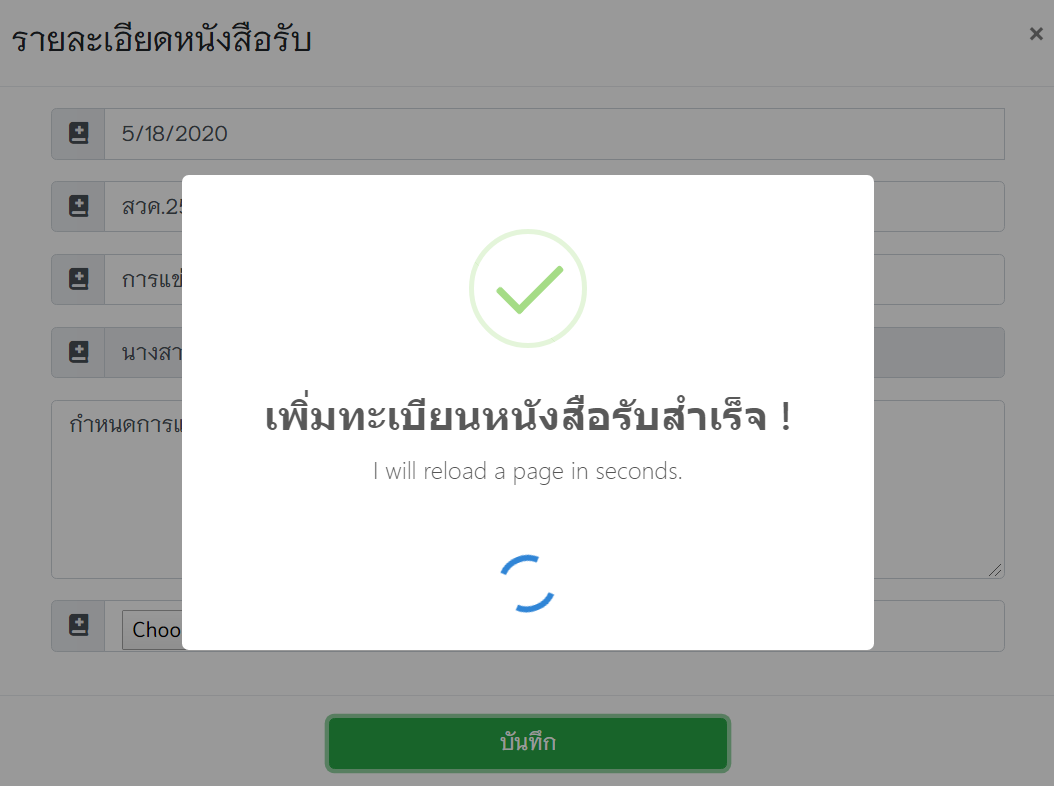 รายละเอียดหนังสือรับ
×
5/18/2020
สวค.25
การแข่
เพิ่มทะเบียนหนังสือรับสำเร็จ !
I will reload a page in seconds.
นางสา
กำหนดการแ
Choo
บันทึก